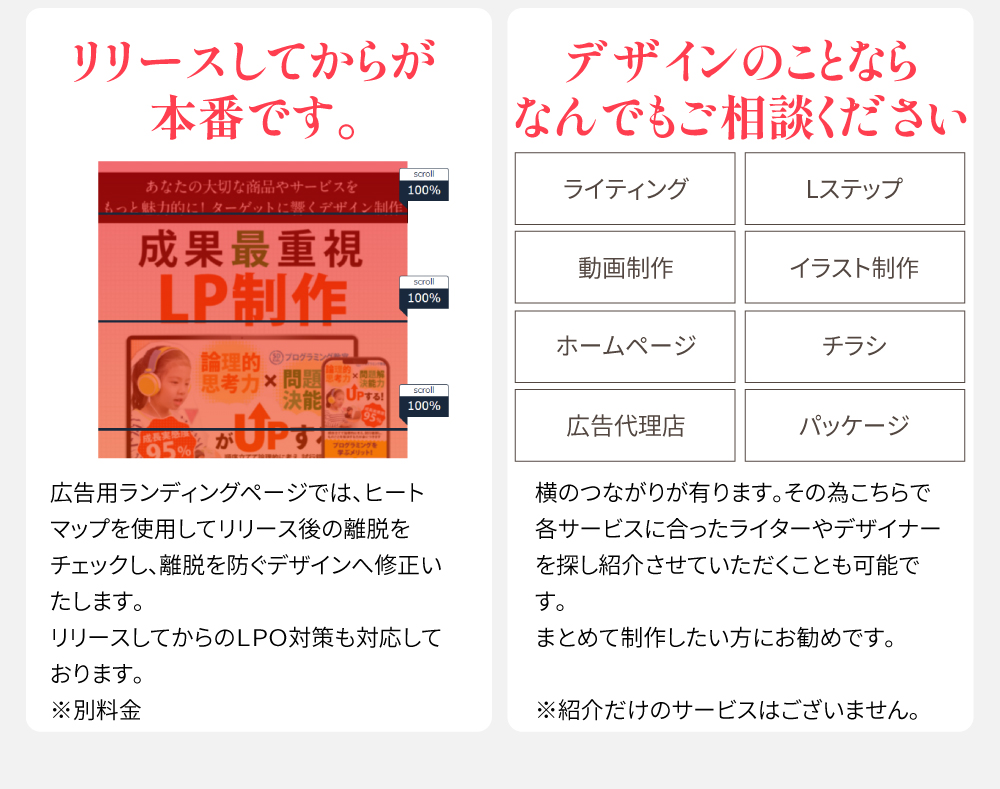 リリースしてからが
本番です。
scroll
100%
あなたの大切な商品やサービスを
もっと魅力的に！ターゲットに響くデザイン制作
成果最重視
LP制作
scroll
100%
論理的
思考力
×
問題
決能
プログラミング教室
論理的
思考力
×
問題解
決能力
UPする!
95%
がUPす
scroll
100%
成長実感度
95%
プログラミングを
学ぶメリット!
広告用ランディングページでは、ヒート
マップを使用してリリース後の離脱を
チェックし、離脱を防ぐデザインへ修正い
たします。
リリースしてからのLPO対策も対応して
おります。
※別料金
デザインのことなら
なんでもご相談ください
ライティング
Lステップ
動画制作
イラスト制作
ホームページ
チラシ
広告代理店
パッケージ
横のつながりが有ります。その為こちらで
各サービスに合ったライターやデザイナー
を探し紹介させていただくことも可能で
す。
まとめて制作したい方にお勧めです。
※紹介だけのサービスはございません。